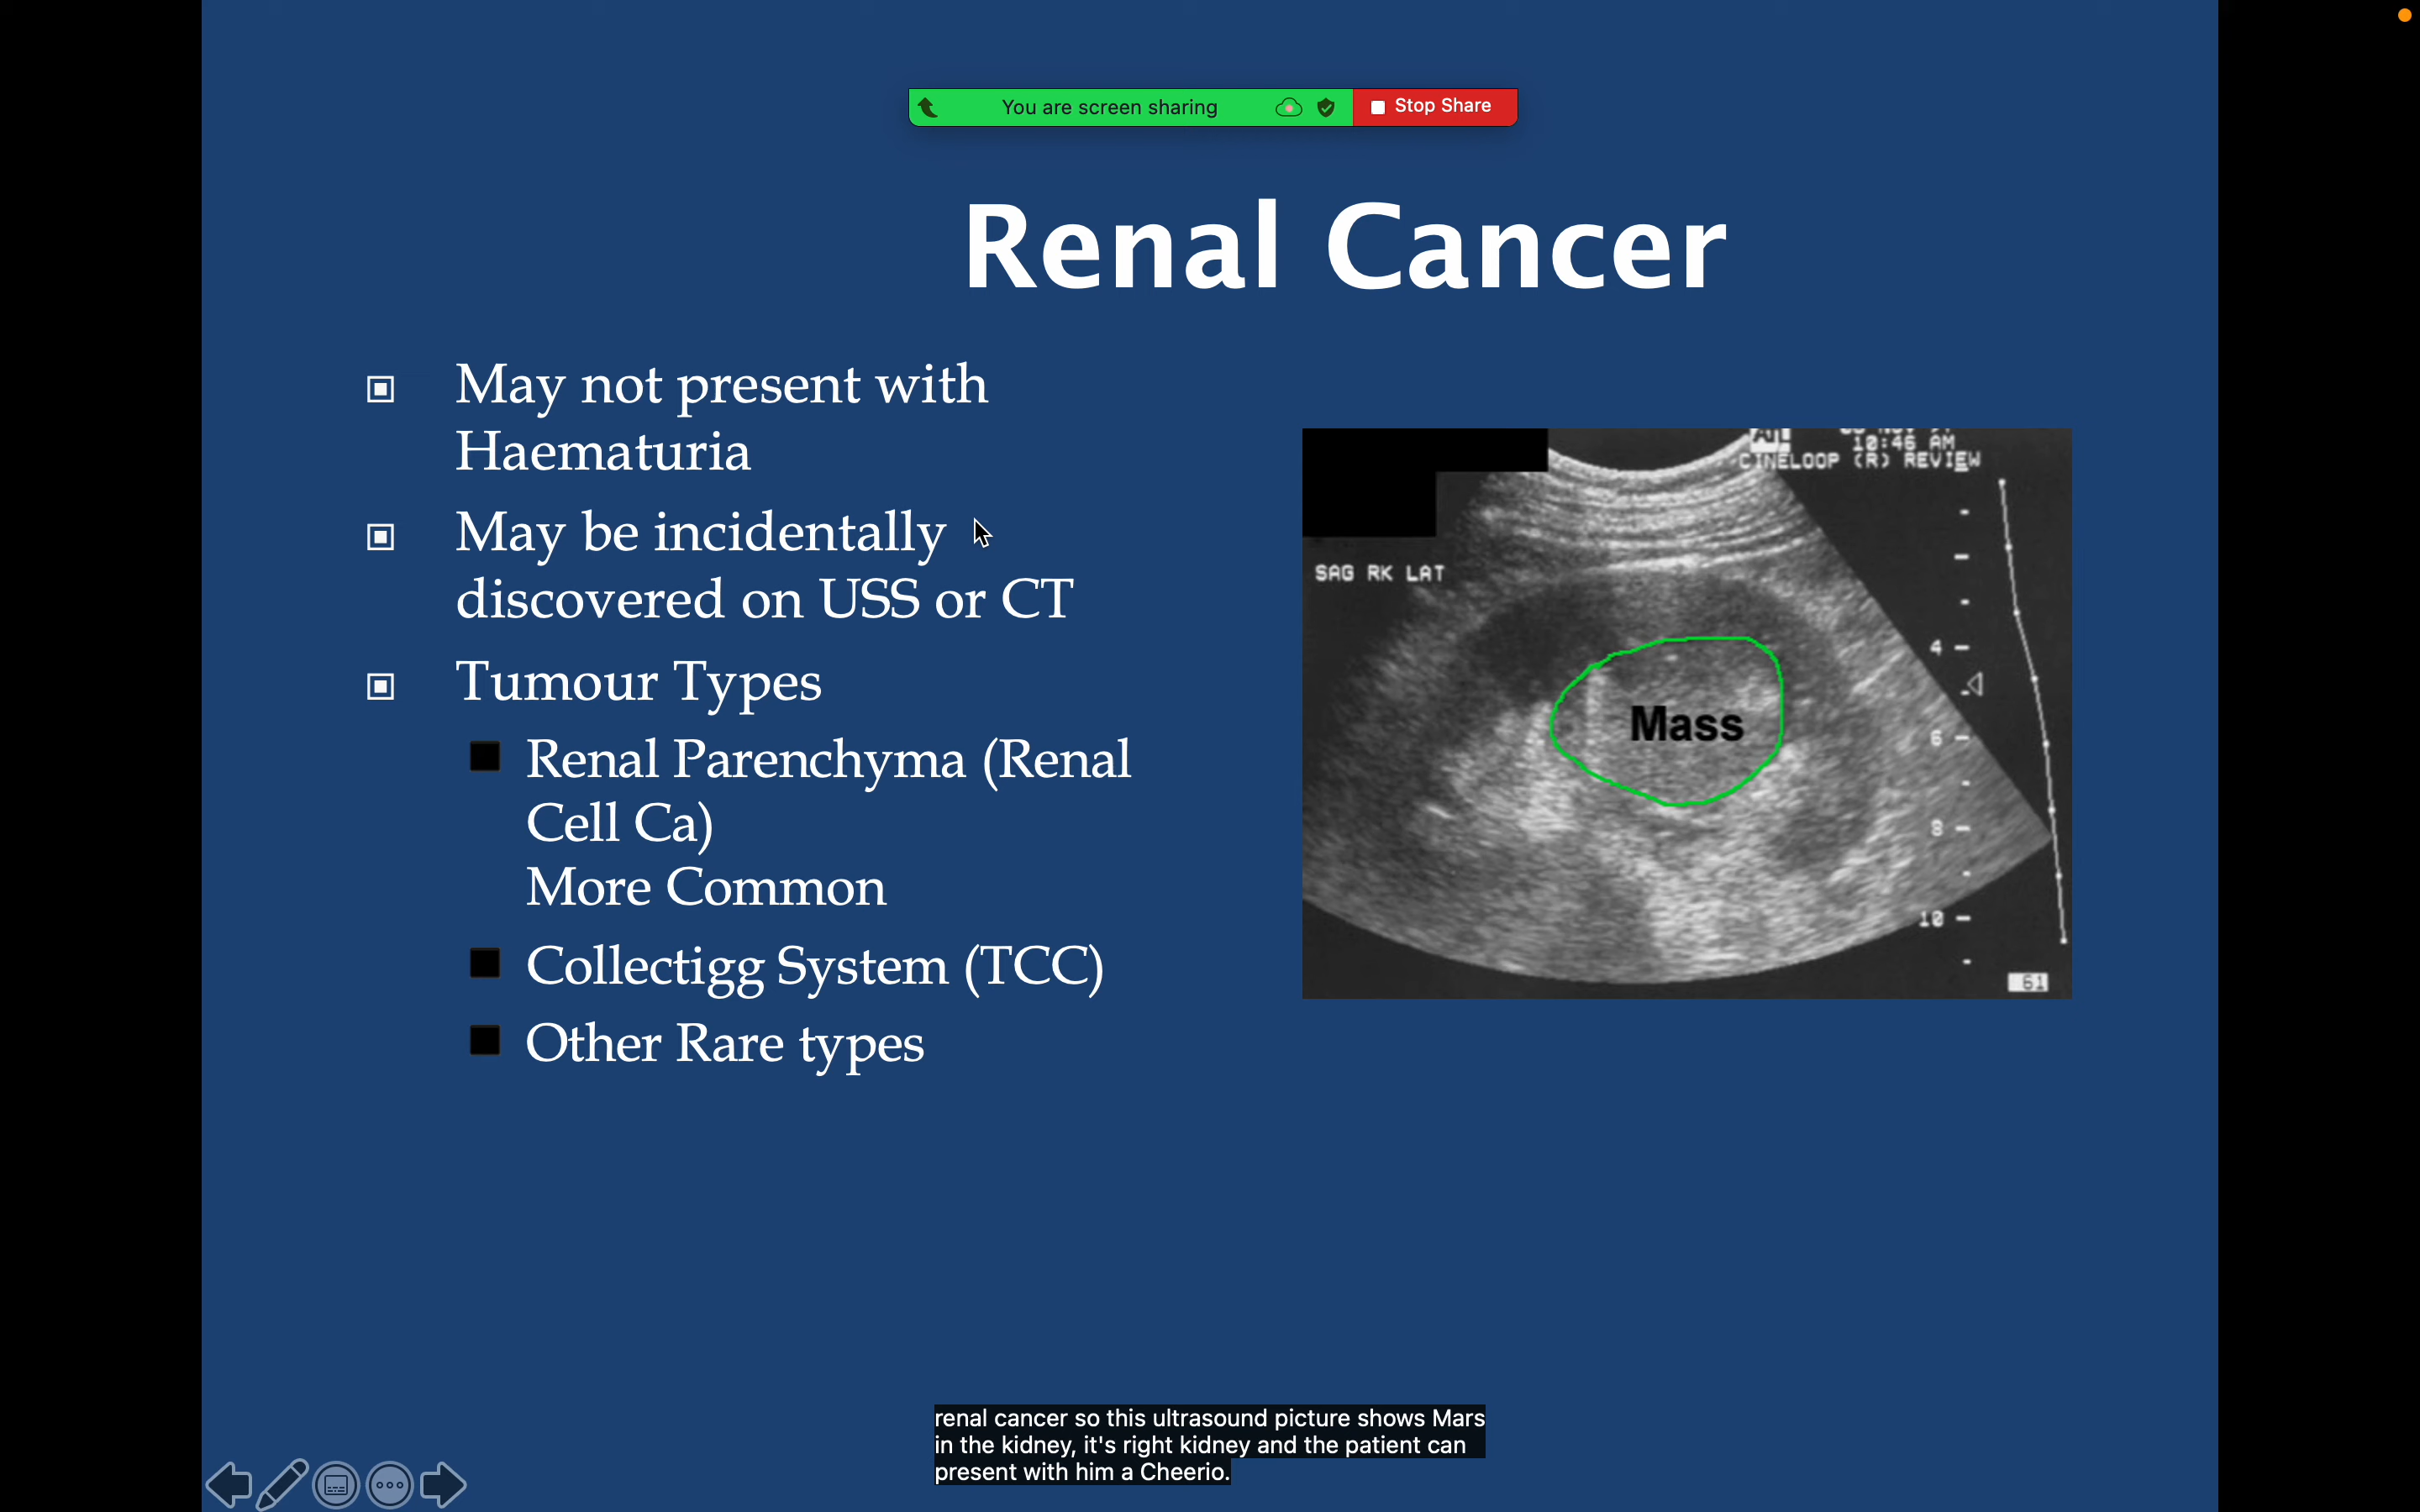 You are screen sharing
Stop Share
Renal Cancer
May not present with
Haematuria
May be incidentally
discovered on USS or CT
Tumour Types
Renal Parenchyma (Renal
Cell Ca)
More Common
Collectigg System (TCC)
Other Rare types
10:46 AM
CINELOOP (R) REVIEW
SAG RK LAT
4
Mass
6
8
10
61
renal cancer so this ultrasound picture shows Mars
in the kidney, it's right kidney and the patient can
present with him a Cheerio.